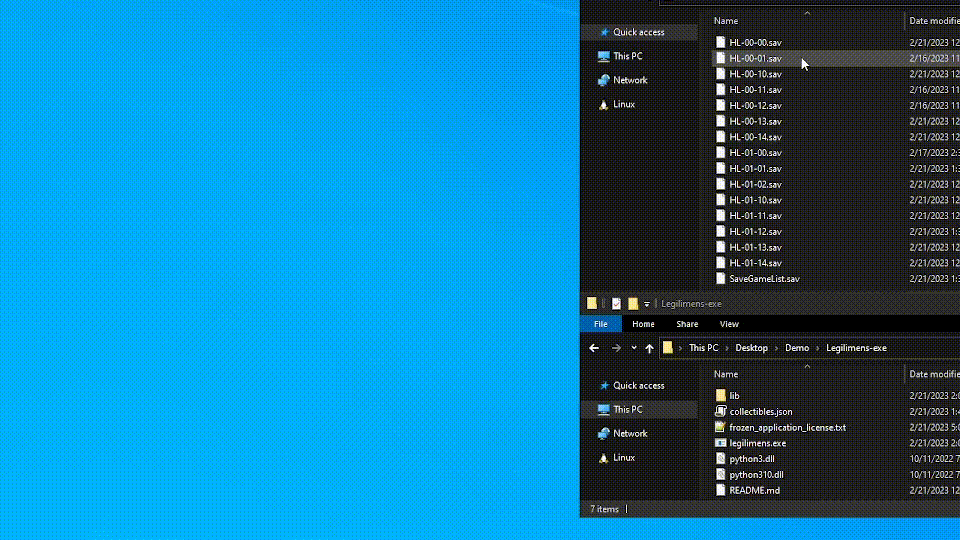 Name Date modifie
Quick access
This PC
Network
Linux
HL-00-00.sav 2/21/2023 12
HL-00-01.sav 2/16/2023 11
HL-00-10.sav 2/21/2023 12
HL-00-11.sav 2/16/2023 11
HL-00-12.sav 2/16/2023 11
HL-00-13.sav 2/21/2023 12
HL-00-14.sav 2/21/2023 12
HL-01-00.sav 2/17/2023 2:3
HL-01-01.sav 2/21/2023 1:3
HL-01-02.sav 2/21/2023 12
HL-01-10.sav 2/21/2023 12
HL-01-11.sav 2/21/2023 12
HL-01-12.sav 2/21/2023 1:3
HL-01-13.sav 2/21/2023 12
HL-01-14.sav 2/21/2023 12
SaveGameList.sav 2/21/2023 1:3
Legilimens-exe
File Home Share View
This PC > Desktop > Demo > Legilimens-exe
Name Date modifie
Quick access
This PC
Network
Linux
lib 2/21/2023 2:0
collectibles.json 2/21/2023 1:4
frozen_application_license.txt 2/21/2023 5:0
legilimens.exe 2/21/2023 2:0
python3.dll 10/11/2022 7
python310.dll 10/11/2022 7
README.md 2/21/2023 12
7 items